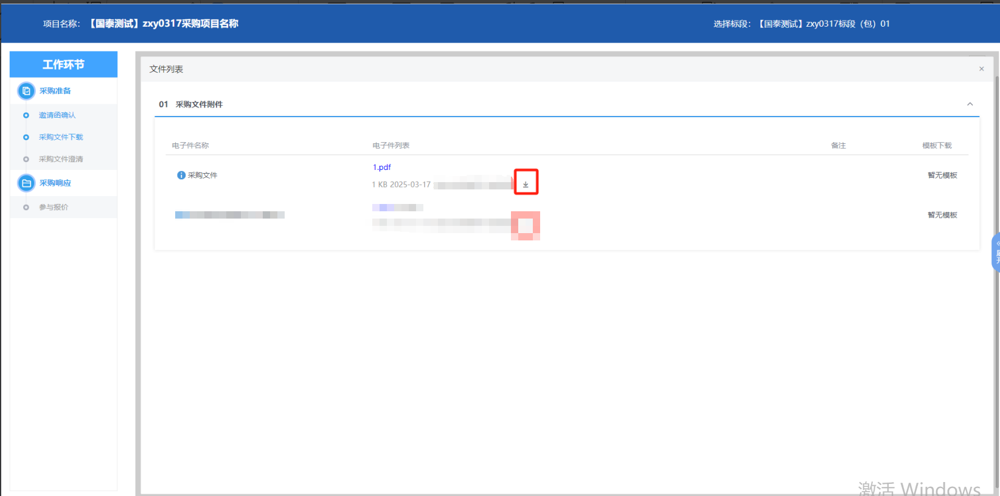 项目名称：【国泰测试】zxy0317采购项目名称
选择标段：【国泰测试】zxy0317标段（包）01
工作环节
采购准备
邀请函确认
采购文件下载
采购文件澄清
采购响应
参与报价
文件列表
01 采购文件附件
电子件名称 电子件列表 备注 模板下载
采购文件
1.pdf
1 KB 2025-03-17
暂无模板
暂无模板
激活 Windows